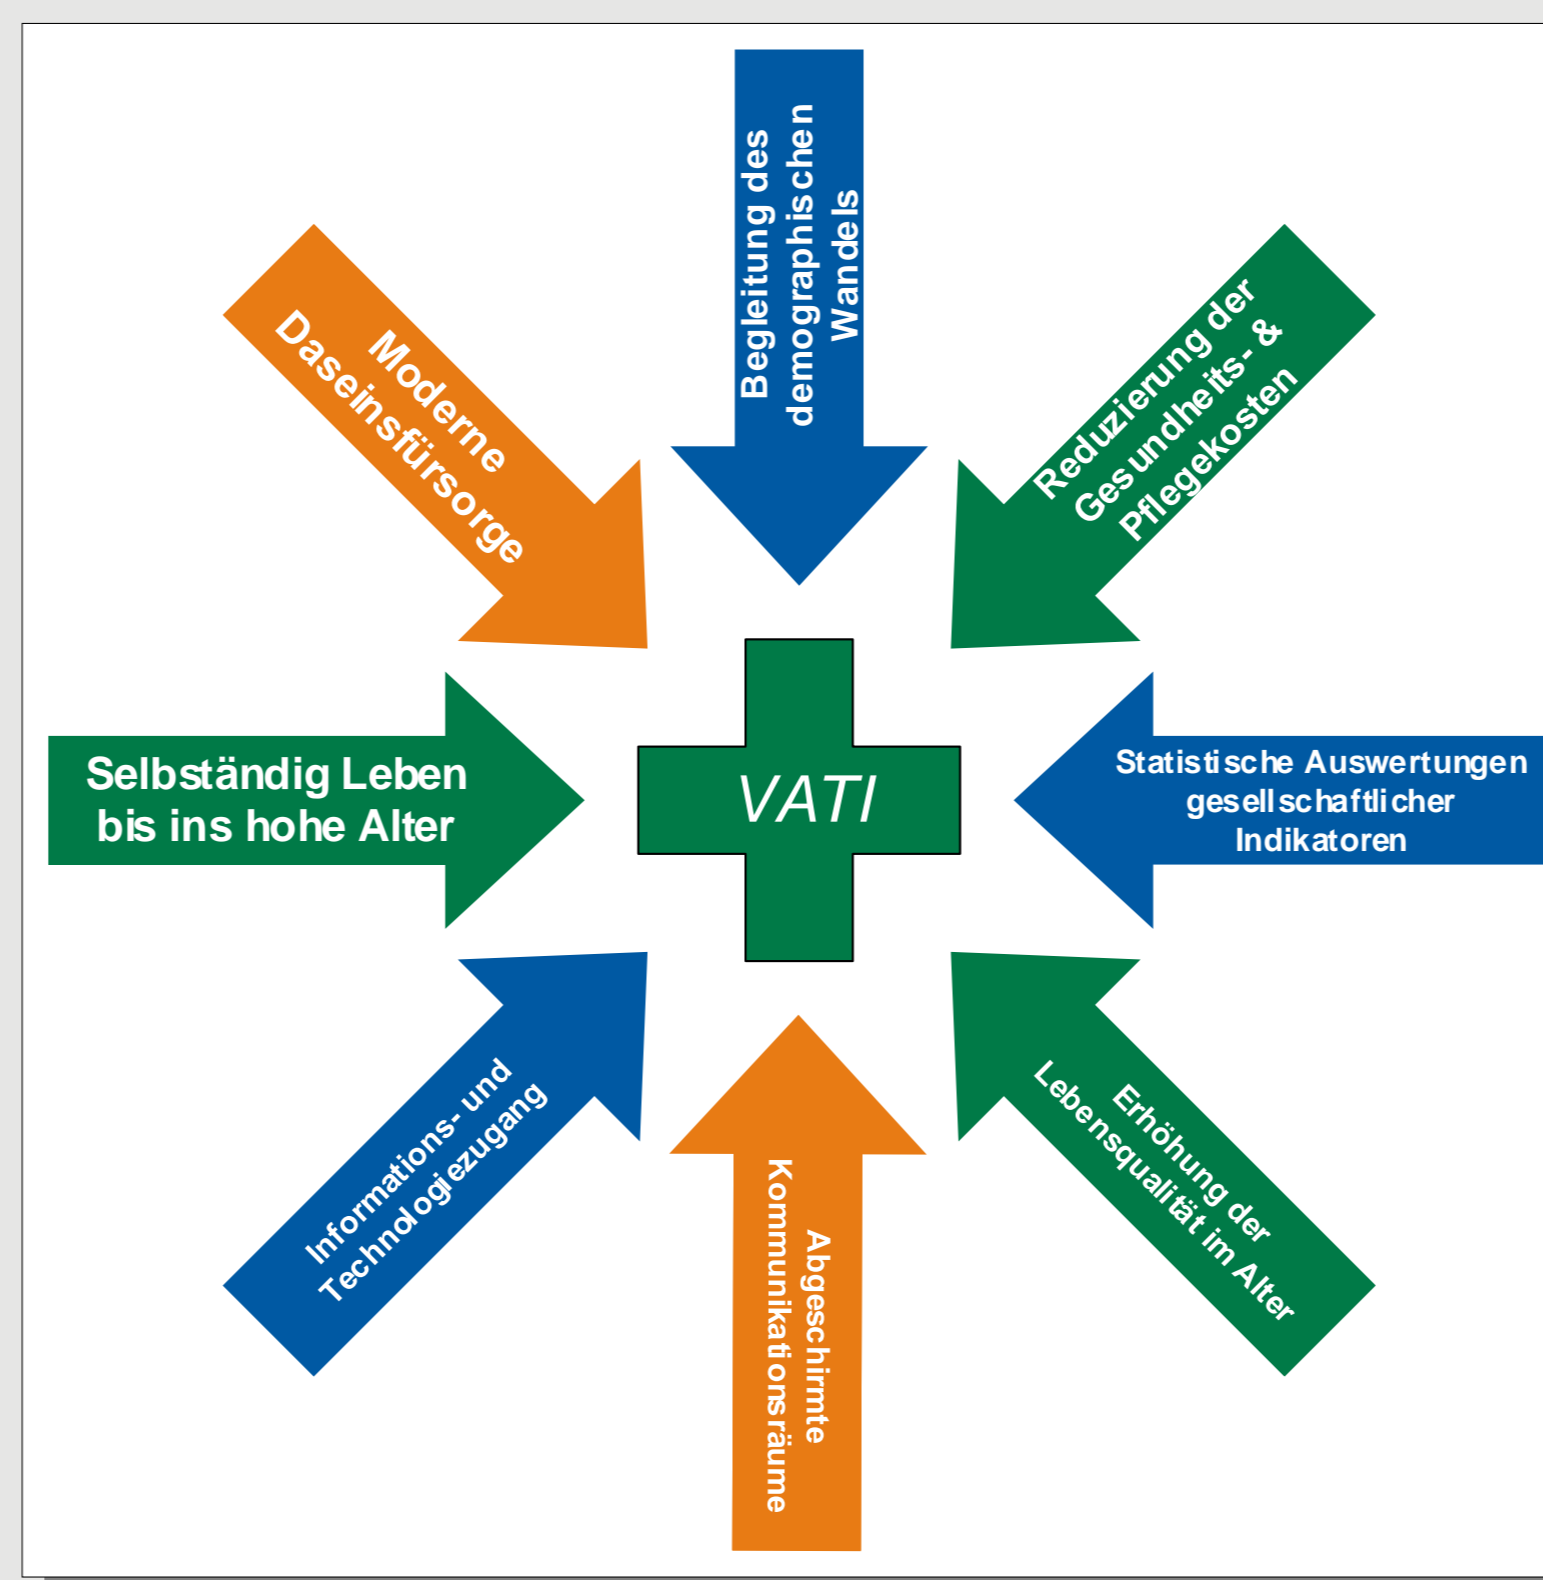 Begleitung des
demographischen
Wandels
Reduzierung der
Gesundheits- &
Pflegekosten
Moderne
Daseinsfürsorge
Selbständig Leben
bis ins hohe Alter
VATI
Statistische Auswertungen
gesellschaftlicher
Indikatoren
Informations- und
Technologiezugang
Abgeschirmte
Kommunikationsräume
Erhöhung der
Lebensqualität im Alter